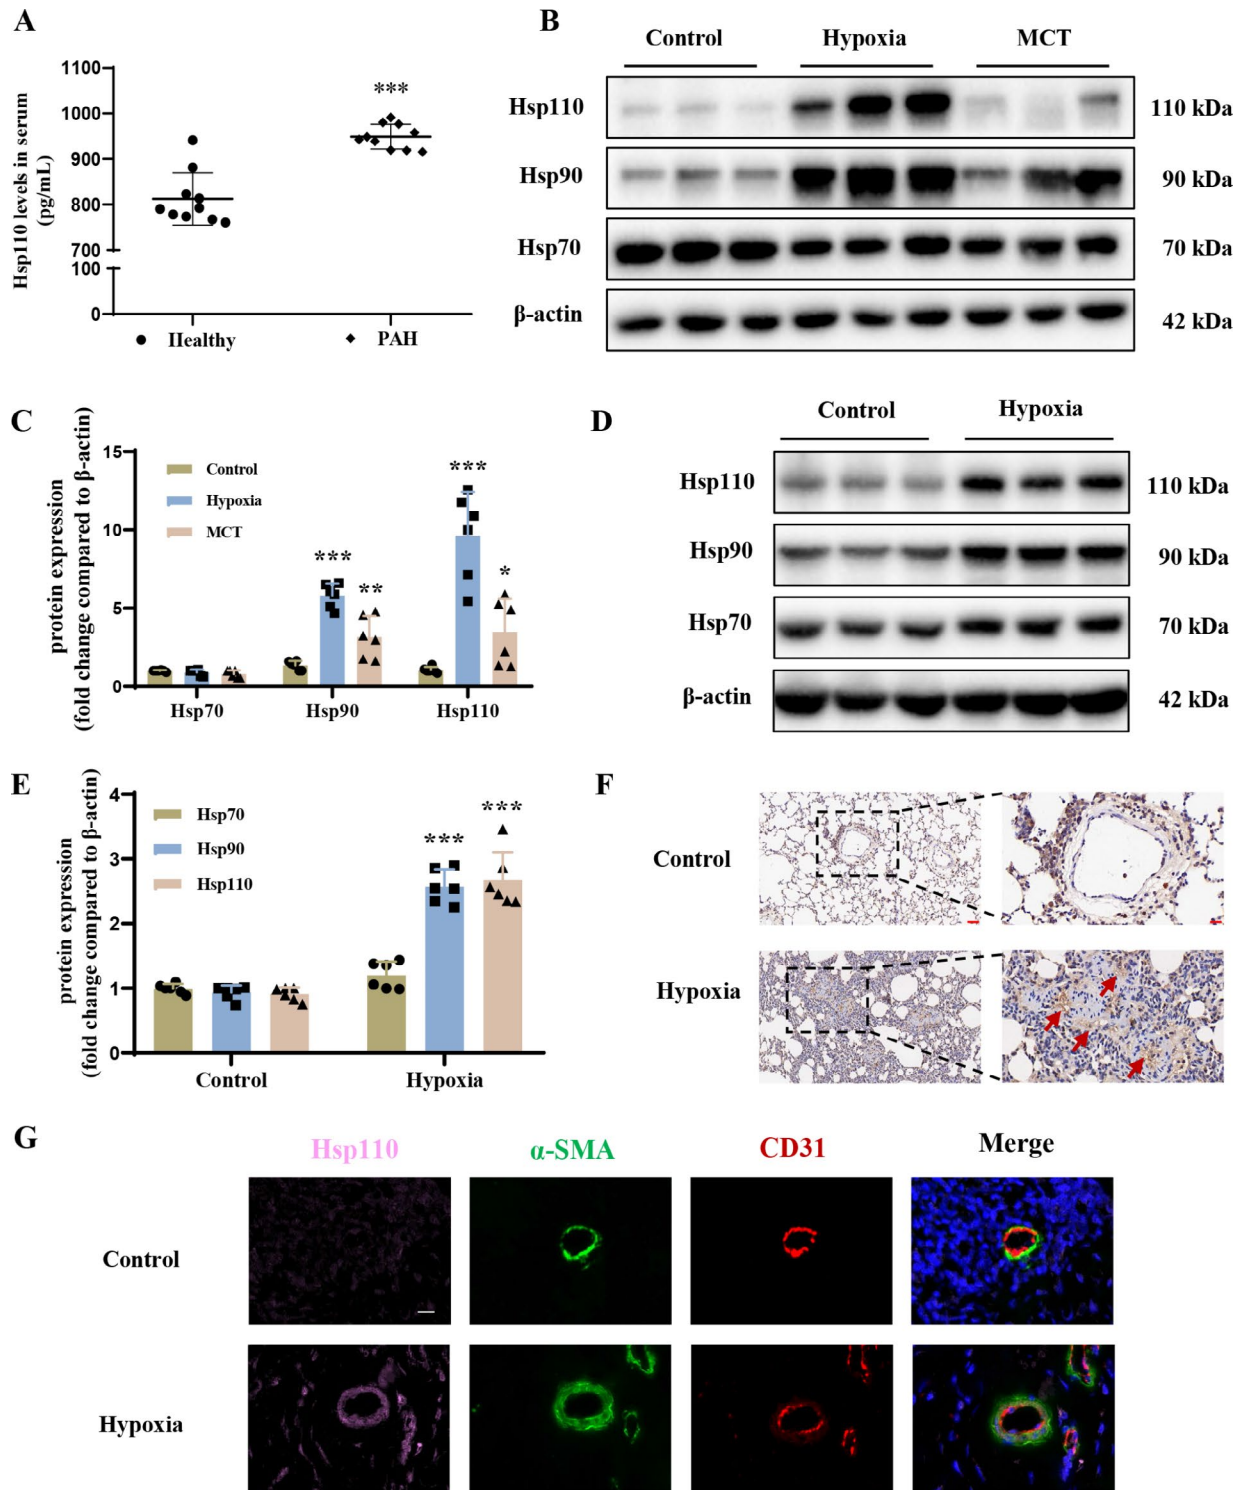 A
Hsp110 levels in serum
(pg/mL)
1100
1000
900
800
700
100
0
***
Healthy
PAH
B
Control Hypoxia MCT
Hsp110 110 kDa
Hsp90 90 kDa
Hsp70 70 kDa
β-actin 42 kDa
C
protein expression
(fold change compared to β-actin)
15
10
5
0
Control
Hypoxia
MCT
***
**
***
*
Hsp70 Hsp90 Hsp110
D
Control Hypoxia
Hsp110 110 kDa
Hsp90 90 kDa
Hsp70 70 kDa
β-actin 42 kDa
E
protein expression
(fold change compared to β-actin)
4
3
2
1
0
Hsp70
Hsp90
Hsp110
***
***
Control Hypoxia
F
Control
Hypoxia
G
Hsp110 α-SMA CD31 Merge
Control
Hypoxia